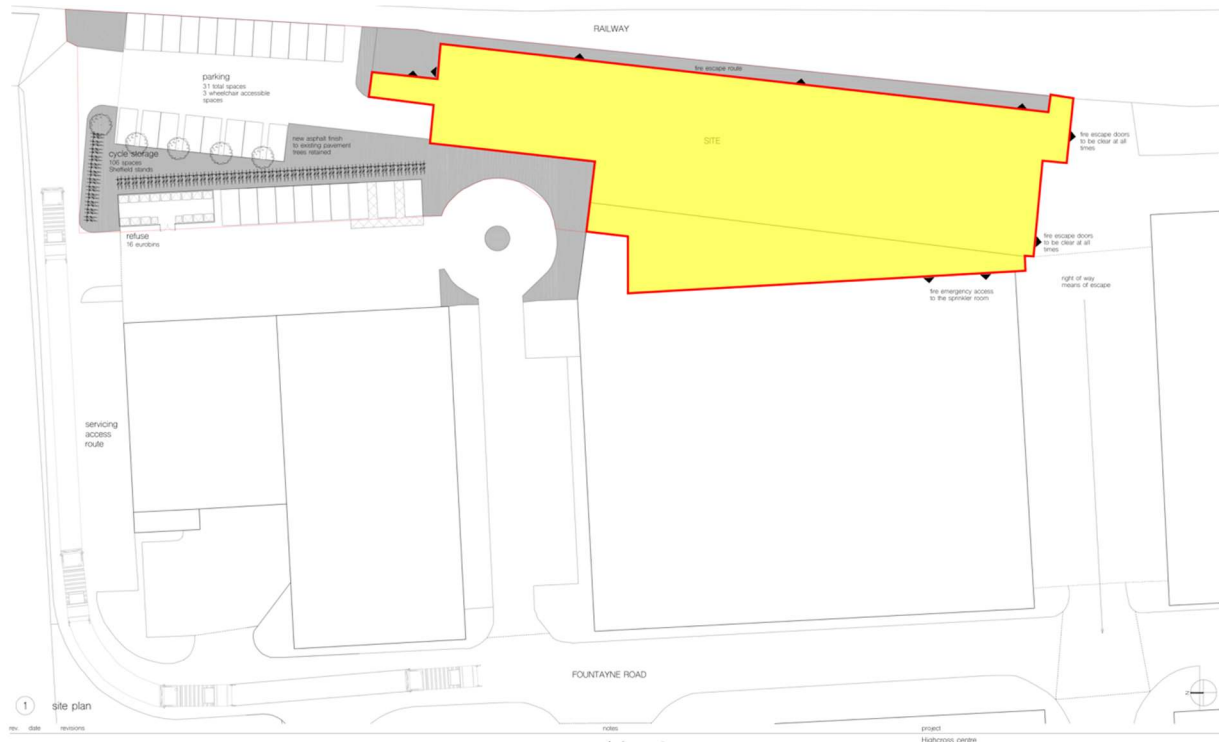 RAILWAY
parking
31 total spaces
3 wheelchair accessible
spaces
fire escape route
new asphalt finish
to existing pavement
trees retained
SITE
fire escape doors
to be clear at all
times
cycle storage
106 spaces
Sheffield stands
refuse
16 eurobins
fire escape doors
to be clear at all
times
fire emergency access
to the sprinkler room
right of way
means of escape
servicing
access
route
FOUNTAYNE ROAD
1 site plan
rev. date revisions
notes
project
Highcross centre